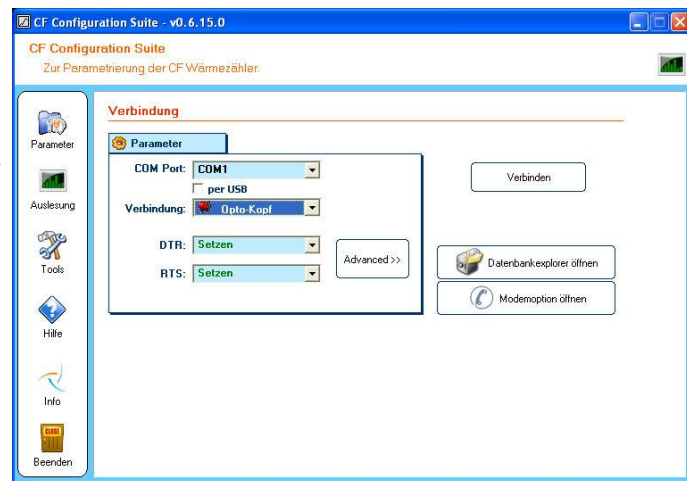 CF Configuration Suite - v0.6.15.0
CF Configuration Suite
Zur Parametrierung der CF Wärmezähler.
Parameter
Auslesung
Tools
Hilfe
Info
CLOSE
Beenden
Verbindung
Parameter
COM Port: COM1
per USB
Verbindung: Opto-Kopf
DTR: Setzen
RTS: Setzen
Advanced >>
Verbinden
Datenbankexplorer öffnen
Modemoption öffnen